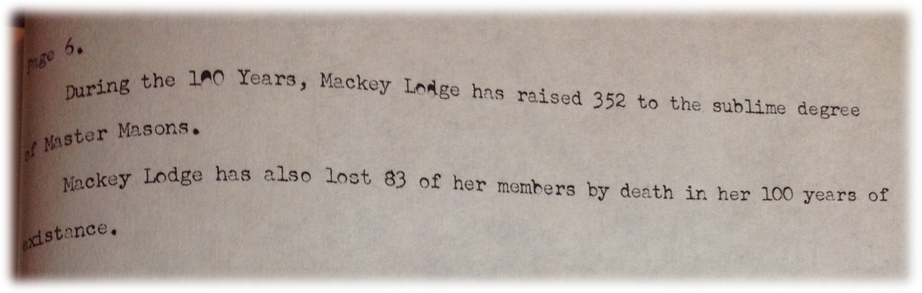 page 6.
During the 100 Years, Mackey Lodge has raised 352 to the sublime degree
of Master Masons.
Mackey Lodge has also lost 83 of her members by death in her 100 years of
existance.